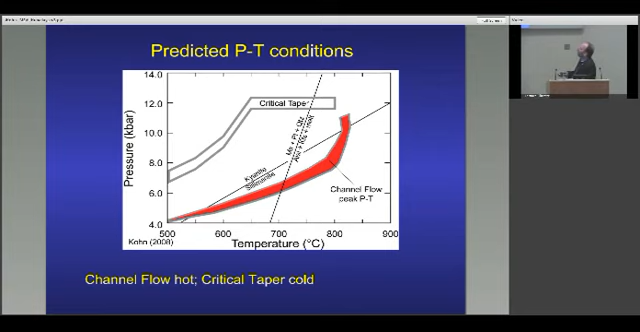 Predicted P-T conditions
14.0
12.0
10.0
8.0
6.0
4.0
Pressure (kbar)
Critical Taper
Kyanite
Sillimanite
Channel Flow
peak P-T
500
600
700
800
900
Kohn (2008)
Temperature (°C)
Channel Flow hot; Critical Taper cold